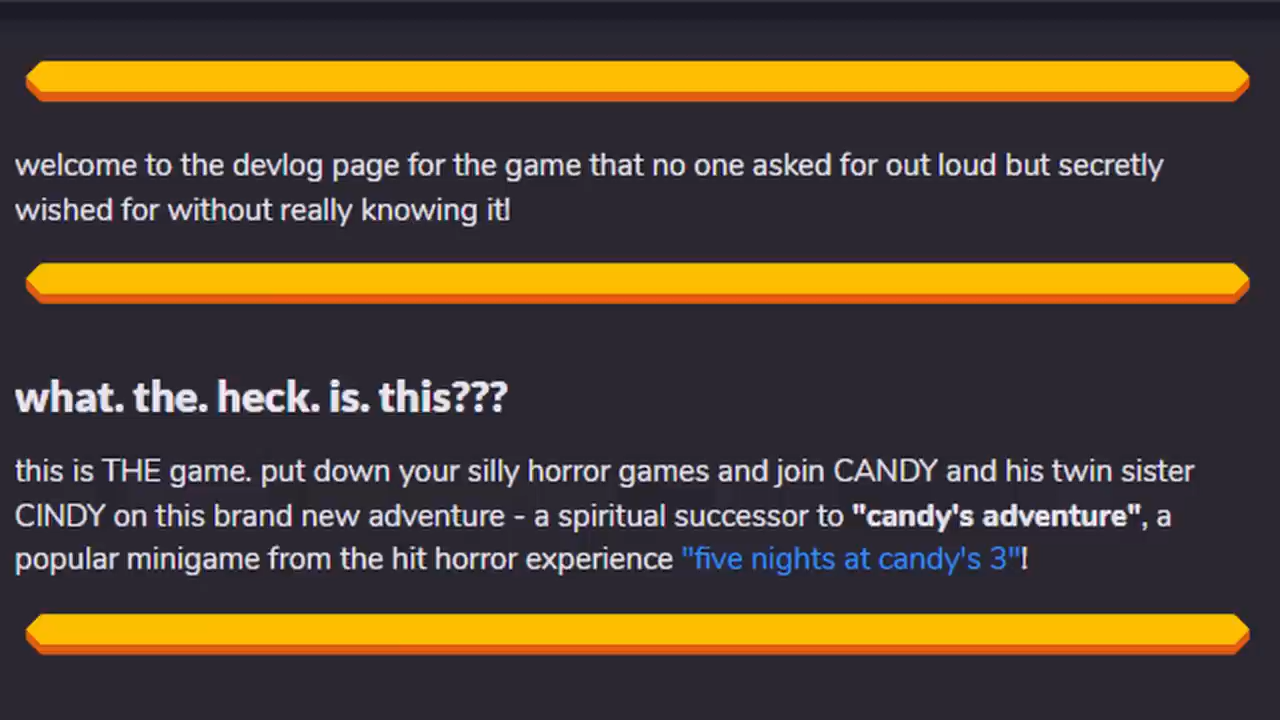 welcome to the devlog page for the game that no one asked for out loud but secretly
wished for without really knowing it!
what. the. heck. is. this???
this is THE game. put down your silly horror games and join CANDY and his twin sister
CINDY on this brand new adventure - a spiritual successor to "candy's adventure", a
popular minigame from the hit horror experience "five nights at candy's 3"!